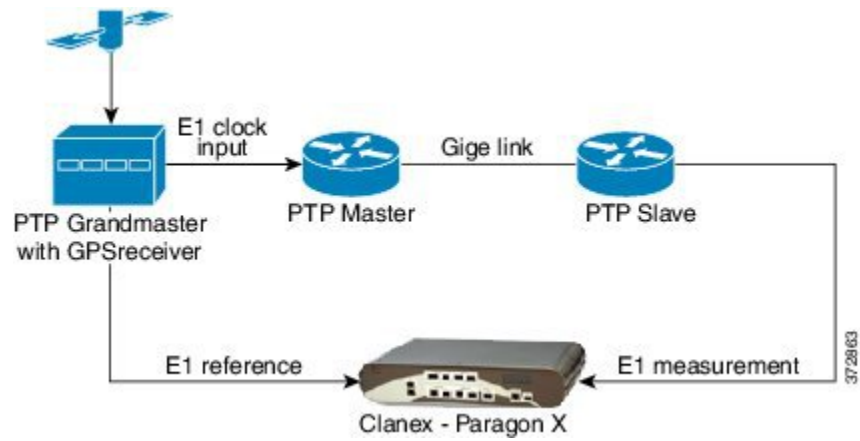 E1 clock
input
Gige link
PTP Grandmaster
with GPSreceiver
PTP Master
PTP Slave
E1 reference
E1 measurement
Clanex - Paragon X
372863